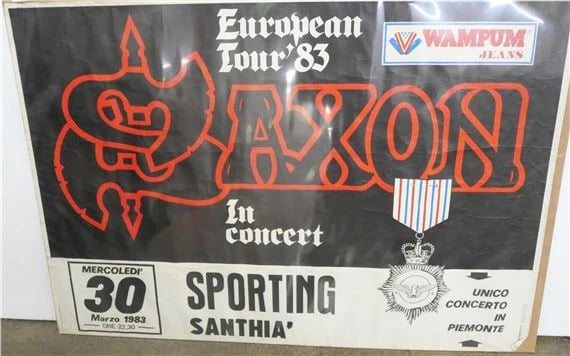 European
Tour '83
WAMPUM
JEANS
SAXON
In
concert
MERCOLEDI'
30
Marzo 1983
ORE 22,30
SPORTING
SANTHIA'
UNICO
CONCERTO
IN
PIEMONTE